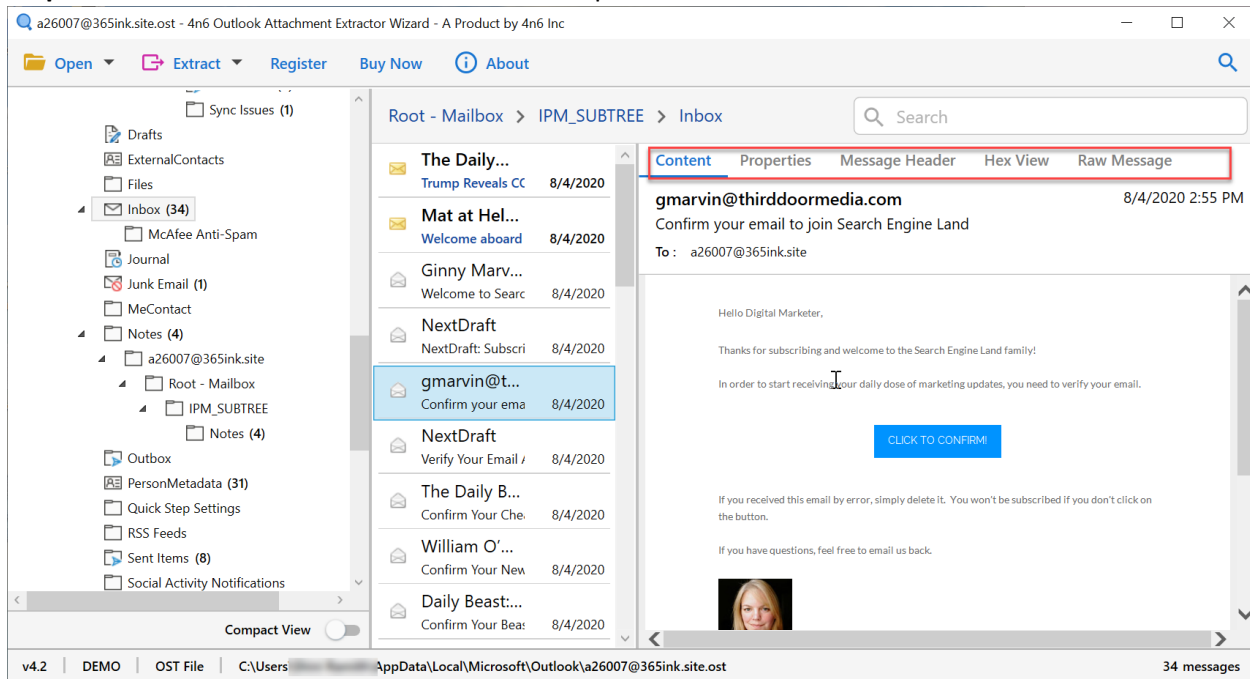 a26007@365ink.site.ost - 4n6 Outlook Attachment Extractor Wizard - A Product by 4n6 Inc
Open Extract Register Buy Now About
Sync Issues (1)
Drafts
ExternalContacts
Files
Inbox (34)
McAfee Anti-Spam
Journal
Junk Email (1)
MeContact
Notes (4)
a26007@365ink.site
Root - Mailbox
IPM_SUBTREE
Notes (4)
Outbox
PersonMetadata (31)
Quick Step Settings
RSS Feeds
Sent Items (8)
Social Activity Notifications
Compact View
Root - Mailbox > IPM_SUBTREE > Inbox
Search
The Daily...
Trump Reveals CC 8/4/2020
Mat at Hel...
Welcome aboard 8/4/2020
Ginny Marv...
Welcome to Searc 8/4/2020
NextDraft
NextDraft: Subscri 8/4/2020
gmarvin@t...
Confirm your ema 8/4/2020
NextDraft
Verify Your Email 8/4/2020
The Daily B...
Confirm Your Che 8/4/2020
William O'...
Confirm Your New 8/4/2020
Daily Beast:...
Confirm Your Beas 8/4/2020
Content Properties Message Header Hex View Raw Message
gmarvin@thirddoormedia.com 8/4/2020 2:55 PM
Confirm your email to join Search Engine Land
To : a26007@365ink.site
Hello Digital Marketer,
Thanks for subscribing and welcome to the Search Engine Land family!
In order to start receiving your daily dose of marketing updates, you need to verify your email.
CLICK TO CONFIRM!
If you received this email by error, simply delete it. You won't be subscribed if you don't click on
the button.
If you have questions, feel free to email us back.
v4.2 DEMO OST File C:\Users AppData\Local\Microsoft\Outlook\a26007@365ink.site.ost 34 messages